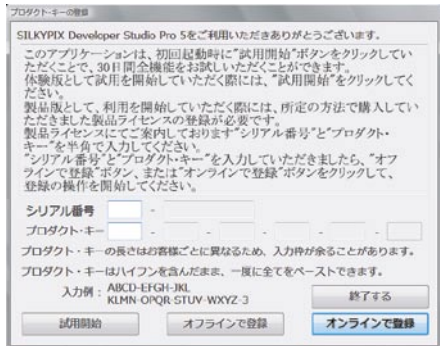 プロダクト・キーの登録
SILKYPIX Developer Studio Pro 5をご利用いただきありがとうございます。
このアプリケーションは、初回起動時に"試用開始"ボタンをクリックしてい
ただくことで、30日間全機能をお試しいただくことができます。
体験版として試用を開始していただく際には、"試用開始"をクリックしてく
ださい。
製品版として、利用を開始していただく際には、所定の方法で購入してい
ただきました製品ライセンスの登録が必要です。
製品ライセンスにてご案内しております"シリアル番号"と"プロダクト・
キー"を半角で入力してください。
"シリアル番号"と"プロダクト・キー"を入力していただきましたら、"オフ
ラインで登録"ボタン、または"オンラインで登録"ボタンをクリックして、
登録の操作を開始してください。
シリアル番号 -
プロダクト・キー - - - - -
プロダクト・キーの長さはお客様ごとに異なるため、入力枠が余ることがあります。
プロダクト・キーはハイフンを含んだまま、一度に全てをペーストできます。
入力例： ABCD-EFGH-JKL
KLMN-OPQR-STUV-WXYZ-3
終了する
試用開始 オフラインで登録 オンラインで登録